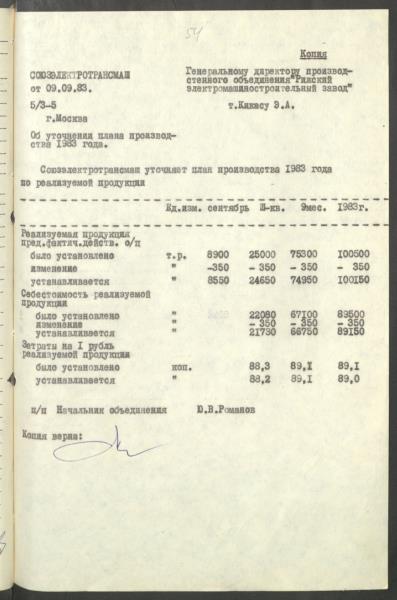 54
Копия
СОЮЗЭЛЕКТРОТРАНСМАШ
от 09.09.83.
5/3-5
г.Москва
Генеральному директору производ-
ственного объединения"Рижский
электромашиностроительный завод"
т.Кикасу Э.А.
Об уточнении плана производ-
ства 1983 года.
Союзэлектротрансмаш уточняет план производства 1983 года
по реализуемой продукции
Ед.изм. сентябрь Ш-кв. 9мес. 1983г.
Реализуемая продукция
пред.фактич.действ. о/п
было установлено т.р. 8900 25000 75300 100500
изменение " -350 - 350 - 350 - 350
устанавливается " 8550 24650 74950 100150
Себестоимость реализуемой
продукции
было установлено " 22080 67100 89500
изменение " - 350 - 350 - 350
устанавливается " 21730 66750 89150
Затраты на I рубль
реализуемой продукции
было установлено коп. 88,3 89,I 89,1
устанавливается " 88,2 89,I 89,0
п/п Начальник объединения Ю.В.Романов
Копия верна: